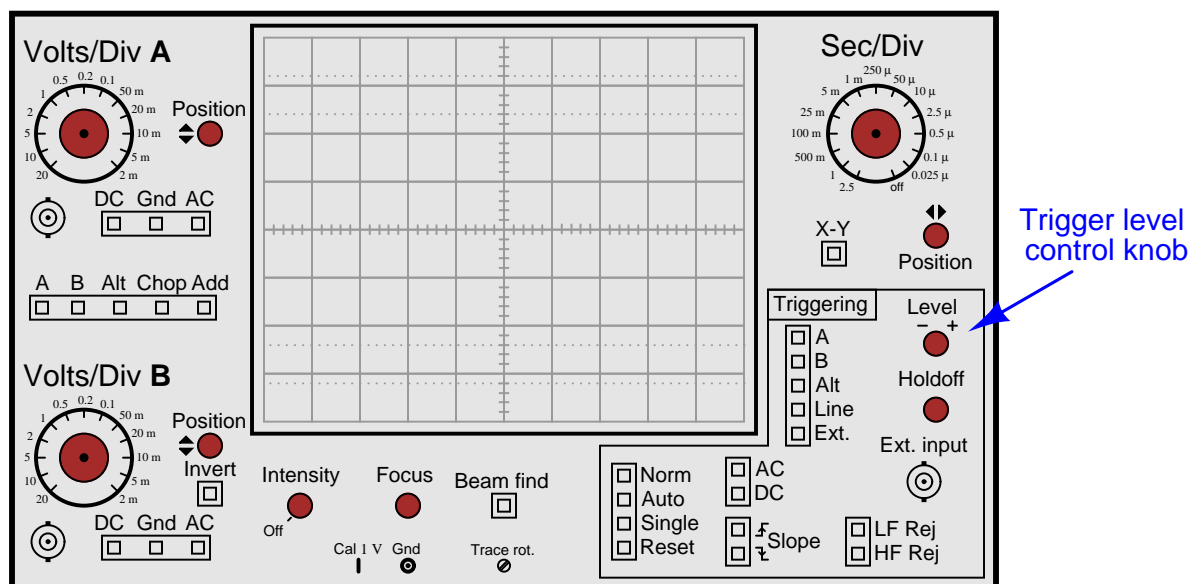 Volts/Div A
0.5 0.2 0.1
1 50 m
2 20 m
5 10 m
10 5 m
20 2 m
Position
DC Gnd AC
A B Alt Chop Add
Volts/Div B
0.5 0.2 0.1
1 50 m
2 20 m
5 10 m
10 5 m
20 2 m
Position
Invert
DC Gnd AC
Intensity
Off
Focus
Beam find
Cal 1 V Gnd
Trace rot.
Sec/Div
250 µ
1 m 50 µ
5 m 10 µ
25 m 2.5 µ
100 m 0.5 µ
500 m 0.1 µ
1 0.025 µ
2.5 off
X-Y
Position
Triggering
A
B
Alt
Line
Ext.
Level
− +
Holdoff
Ext. input
Norm
Auto
Single
Reset
AC
DC
Slope
LF Rej
HF Rej
Trigger level
control knob